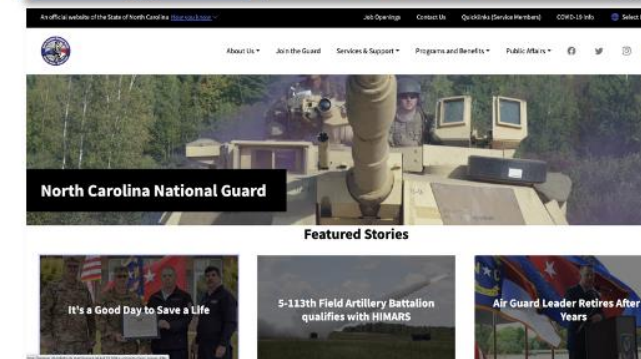 An official website of the State of North Carolina
Job Openings Contact Us Quicklinks (Service Members) COVID-19 Info Select
About Us Join the Guard Services & Support Programs and Benefits Public Affairs
North Carolina National Guard
Featured Stories
It's a Good Day to Save a Life
5-113th Field Artillery Battalion
qualifies with HIMARS
Air Guard Leader Retires After
Years